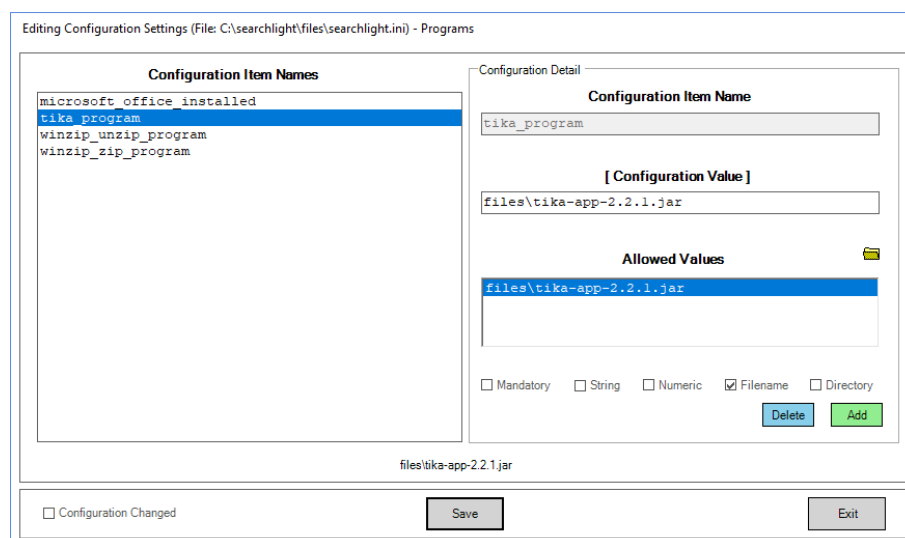 Editing Configuration Settings (File: C:\searchlight\files\searchlight.ini) - Programs
Configuration Item Names
microsoft_office_installed
tika_program
winzip_unzip_program
winzip_zip_program
Configuration Detail
Configuration Item Name
tika_program
[ Configuration Value ]
files\tika-app-2.2.1.jar
Allowed Values
files\tika-app-2.2.1.jar
Mandatory String Numeric Filename Directory
Delete Add
files\tika-app-2.2.1.jar
Configuration Changed Save Exit